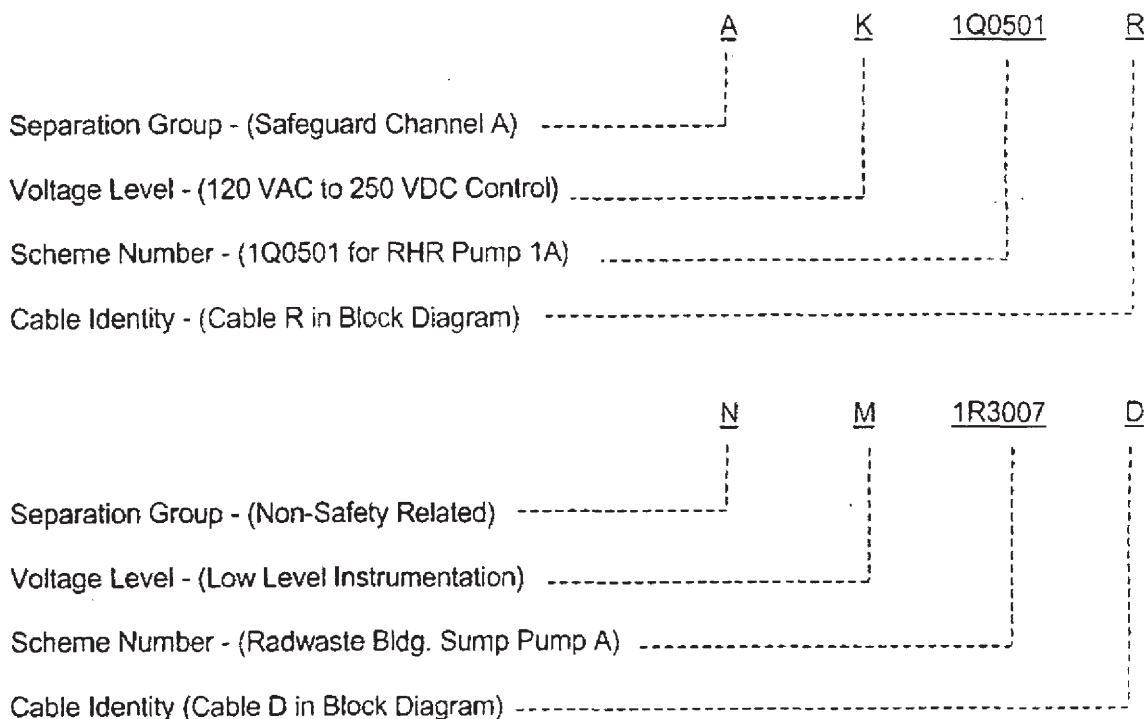 A K 1Q0501 R
Separation Group - (Safeguard Channel A)
Voltage Level - (120 VAC to 250 VDC Control)
Scheme Number - (1Q0501 for RHR Pump 1A)
Cable Identity - (Cable R in Block Diagram)
N M 1R3007 D
Separation Group - (Non-Safety Related)
Voltage Level - (Low Level Instrumentation)
Scheme Number - (Radwaste Bldg. Sump Pump A)
Cable Identity (Cable D in Block Diagram)